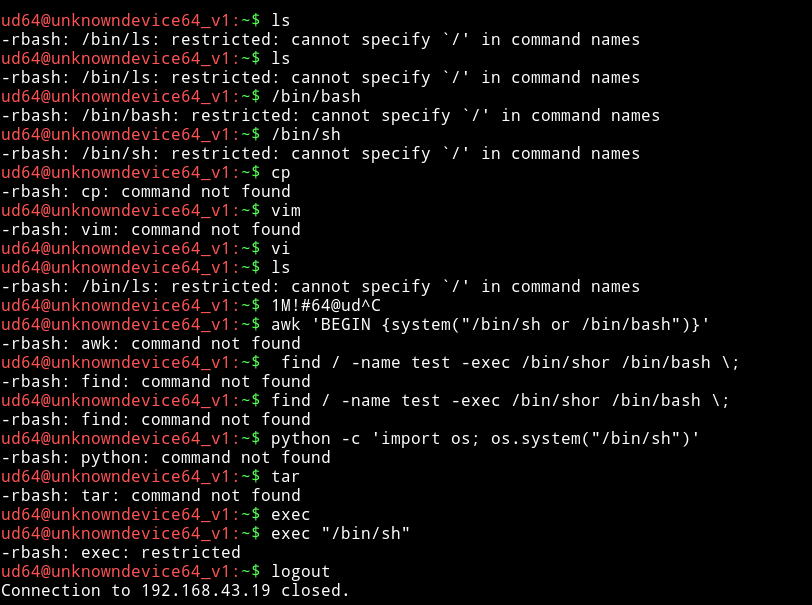 ud64@unknowndevice64_v1:~$ ls
-rbash: /bin/ls: restricted: cannot specify `/' in command names
ud64@unknowndevice64_v1:~$ ls
-rbash: /bin/ls: restricted: cannot specify `/' in command names
ud64@unknowndevice64_v1:~$ /bin/bash
-rbash: /bin/bash: restricted: cannot specify `/' in command names
ud64@unknowndevice64_v1:~$ /bin/sh
-rbash: /bin/sh: restricted: cannot specify `/' in command names
ud64@unknowndevice64_v1:~$ cp
-rbash: cp: command not found
ud64@unknowndevice64_v1:~$ vim
-rbash: vim: command not found
ud64@unknowndevice64_v1:~$ vi
ud64@unknowndevice64_v1:~$ ls
-rbash: /bin/ls: restricted: cannot specify `/' in command names
ud64@unknowndevice64_v1:~$ 1M!#64@ud^C
ud64@unknowndevice64_v1:~$ awk 'BEGIN {system("/bin/sh or /bin/bash")}'
-rbash: awk: command not found
ud64@unknowndevice64_v1:~$  find / -name test -exec /bin/shor /bin/bash \;
-rbash: find: command not found
ud64@unknowndevice64_v1:~$ find / -name test -exec /bin/shor /bin/bash \;
-rbash: find: command not found
ud64@unknowndevice64_v1:~$ python -c 'import os; os.system("/bin/sh")'
-rbash: python: command not found
ud64@unknowndevice64_v1:~$ tar
-rbash: tar: command not found
ud64@unknowndevice64_v1:~$ exec
ud64@unknowndevice64_v1:~$ exec "/bin/sh"
-rbash: exec: restricted
ud64@unknowndevice64_v1:~$ logout
Connection to 192.168.43.19 closed.